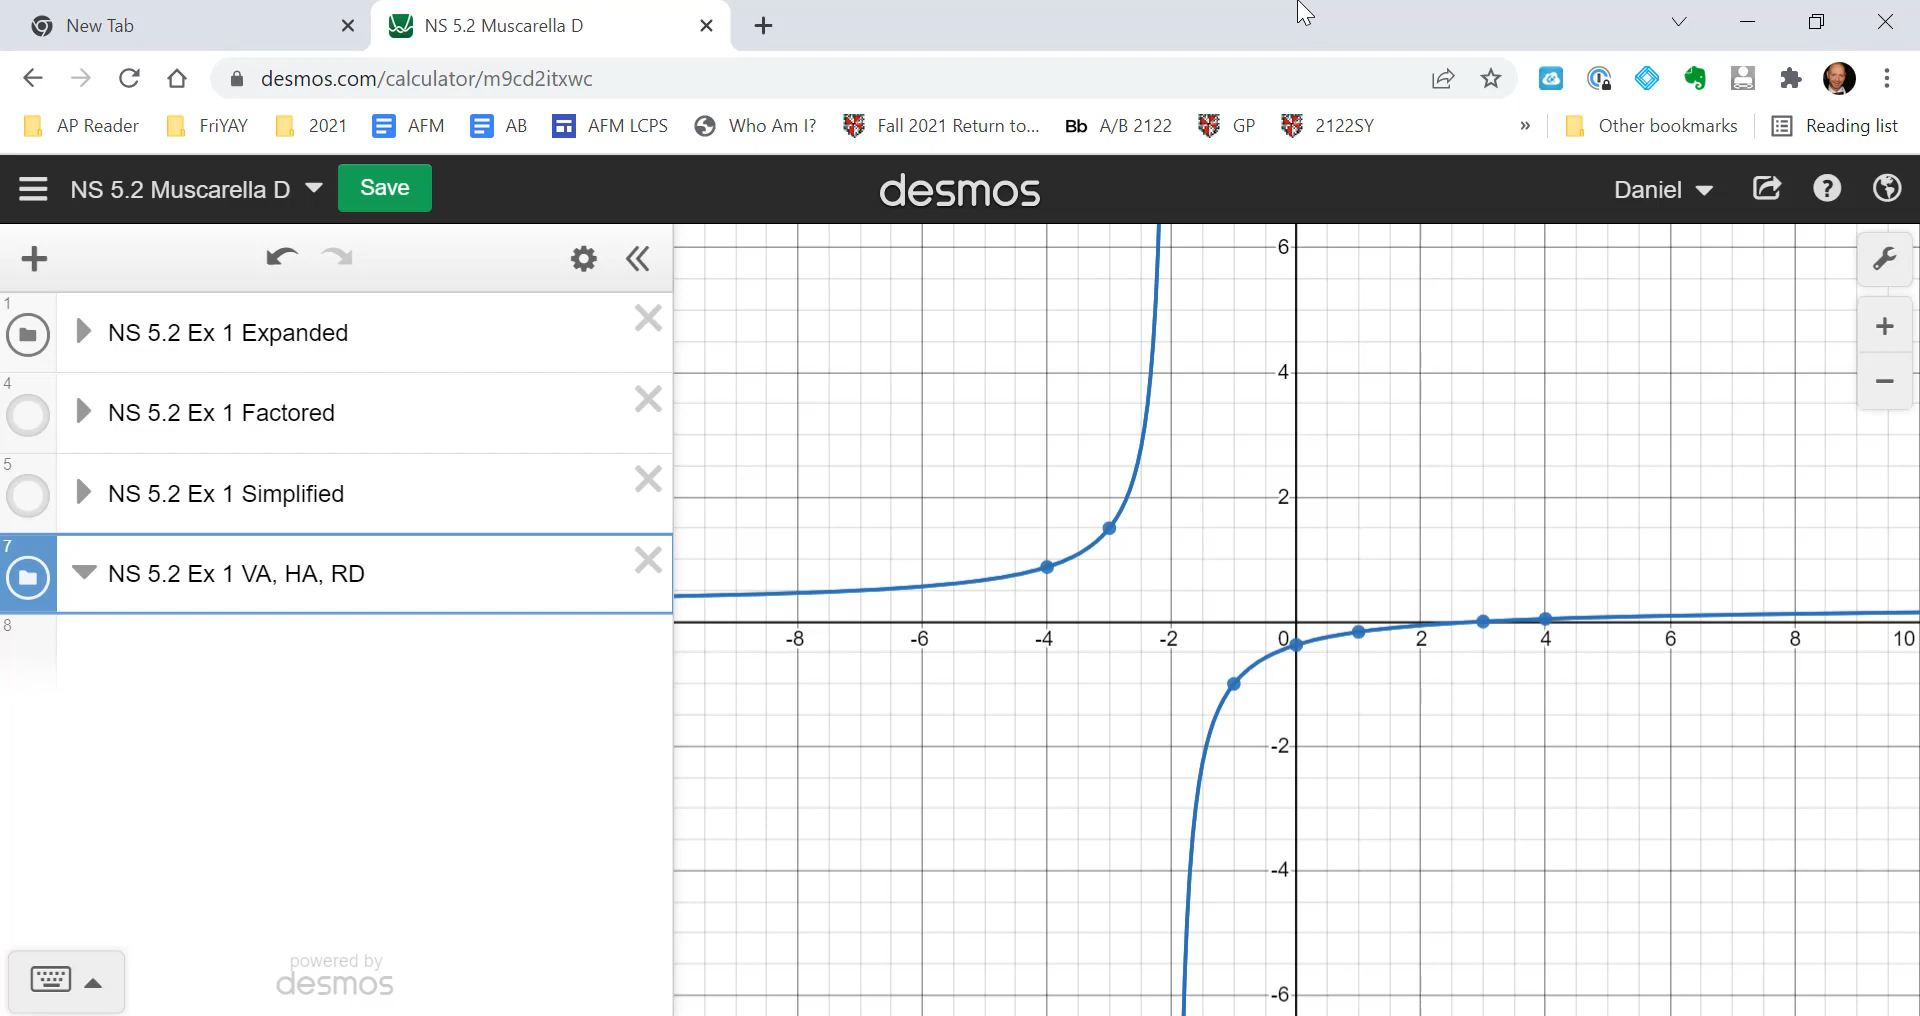 New Tab
NS 5.2 Muscarella D
desmos.com/calculator/m9cd2itxwc
AP Reader FriYAY 2021 AFM AB AFM LCPS Who Am I? Fall 2021 Return to... Bb A/B 2122 GP 2122SY » Other bookmarks Reading list
NS 5.2 Muscarella D Save desmos Daniel
1 NS 5.2 Ex 1 Expanded
4 NS 5.2 Ex 1 Factored
5 NS 5.2 Ex 1 Simplified
7 NS 5.2 Ex 1 VA, HA, RD
8
powered by
desmos
6
4
2
-8 -6 -4 -2 0 2 4 6 8 10
-2
-4
-6